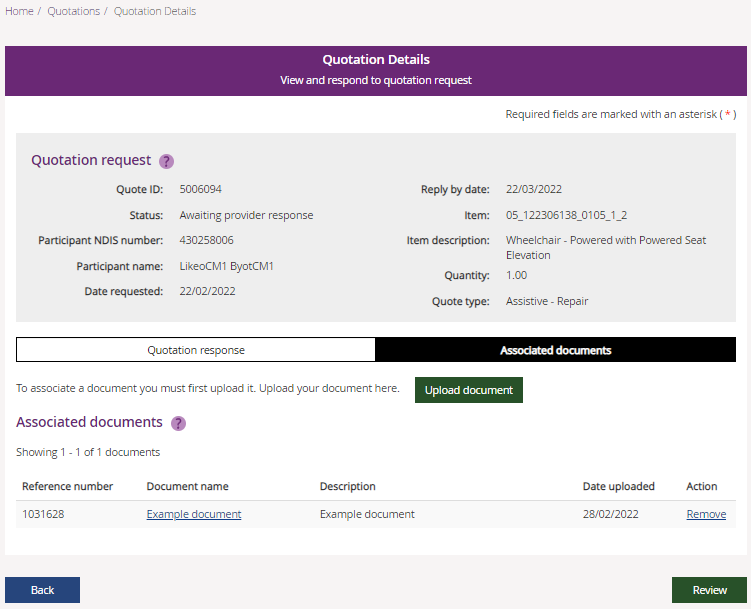 Home / Quotations / Quotation Details
Quotation Details
View and respond to quotation request
Required fields are marked with an asterisk ( * )
Quotation request ?
Quote ID: 5006094
Status: Awaiting provider response
Participant NDIS number: 430258006
Participant name: LikeoCM1 ByotCM1
Date requested: 22/02/2022
Reply by date: 22/03/2022
Item: 05_122306138_0105_1_2
Item description: Wheelchair - Powered with Powered Seat
Elevation
Quantity: 1.00
Quote type: Assistive - Repair
Quotation response Associated documents
To associate a document you must first upload it. Upload your document here. Upload document
Associated documents ?
Showing 1 - 1 of 1 documents
Reference number Document name Description Date uploaded Action
1031628 Example document Example document 28/02/2022 Remove
Back Review